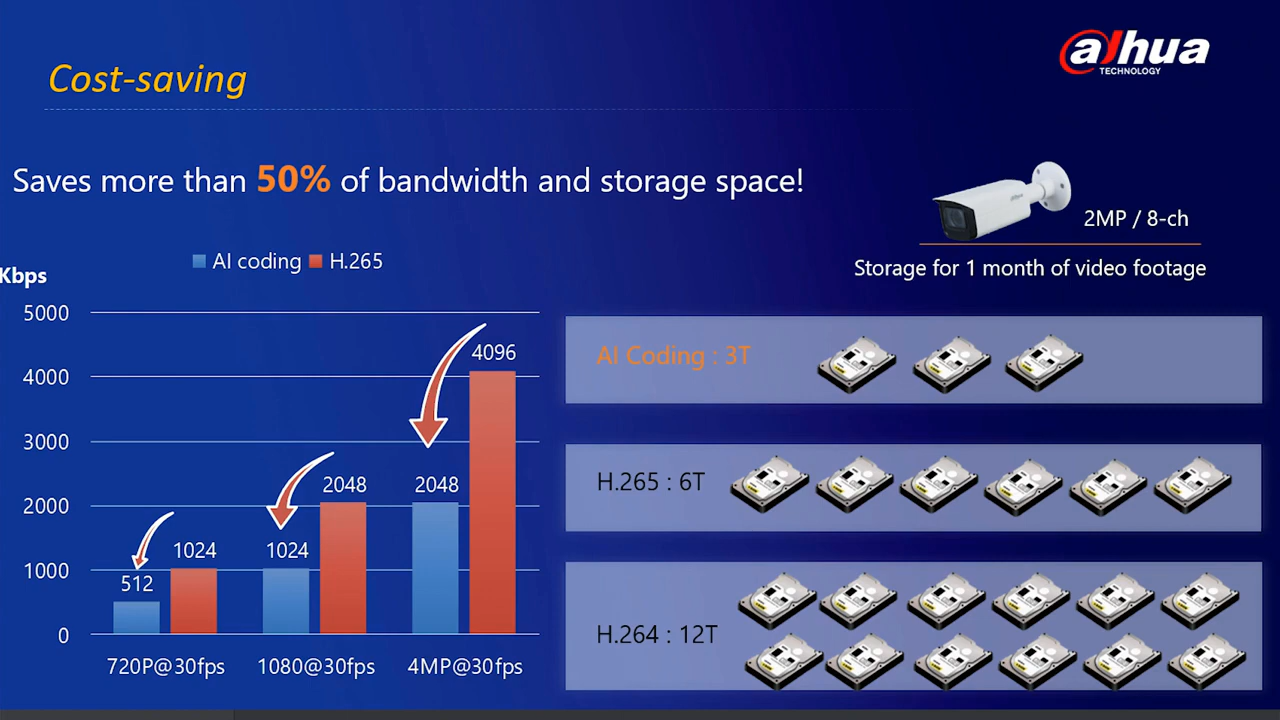 alhua
TECHNOLOGY
Cost-saving
Saves more than 50% of bandwidth and storage space!
2MP / 8-ch
Storage for 1 month of video footage
AI coding H.265
Kbps
5000
4000
3000
2000
1000
0
512
1024
1024
2048
2048
4096
720P@30fps
1080@30fps
4MP@30fps
AI Coding : 3T
H.265 : 6T
H.264 : 12T